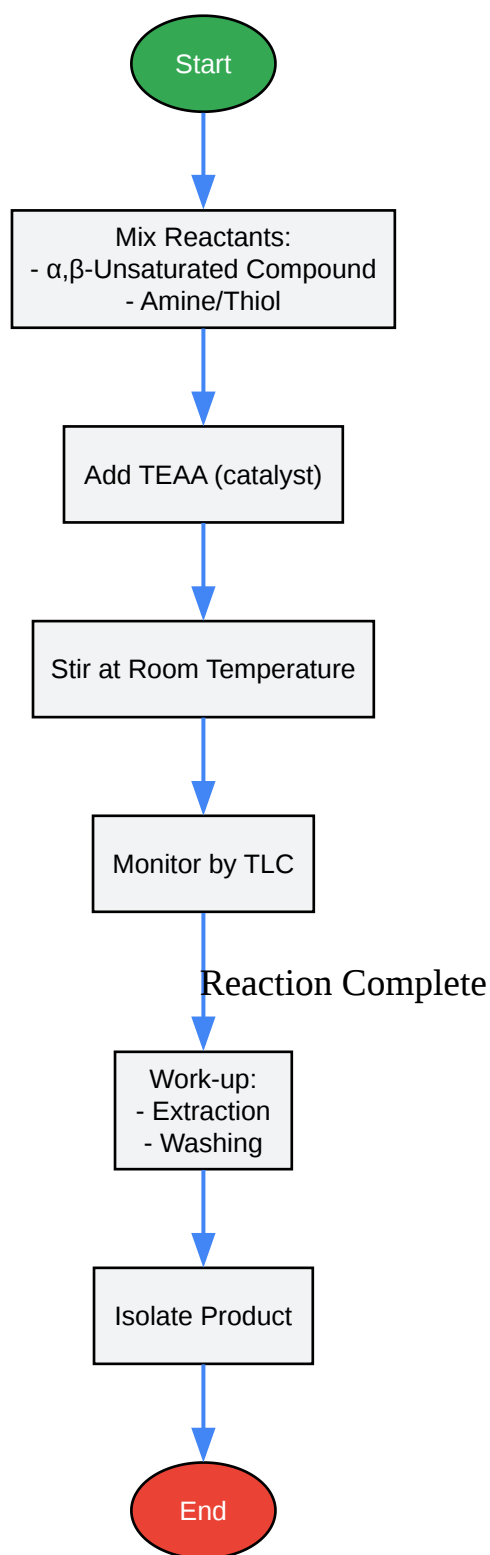 Start
Mix Reactants:
- α,β-Unsaturated Compound
- Amine/Thiol
Add TEAA (catalyst)
Stir at Room Temperature
Monitor by TLC
Reaction Complete
Work-up:
- Extraction
- Washing
Isolate Product
End